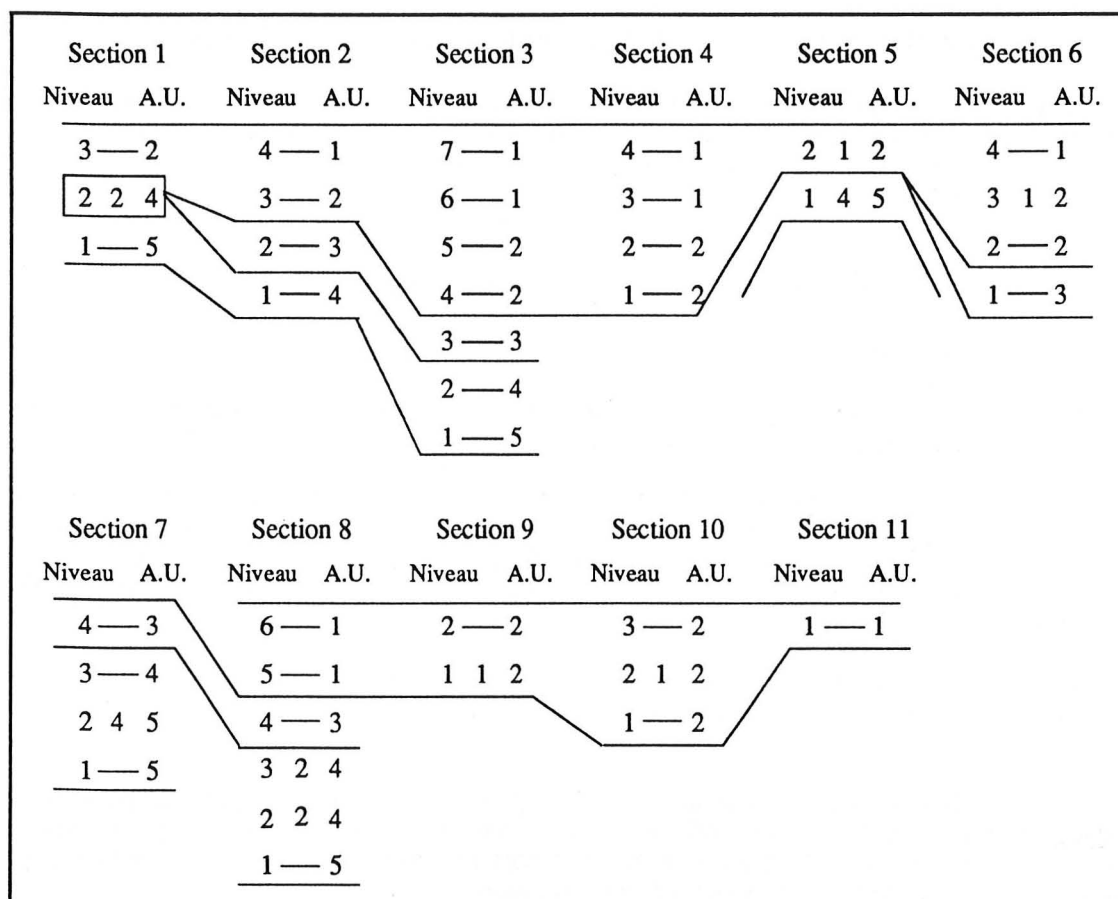 Section 1 Section 2 Section 3 Section 4 Section 5 Section 6
Niveau A.U. Niveau A.U. Niveau A.U. Niveau A.U. Niveau A.U. Niveau A.U.
3 — 2 4 — 1 7 — 1 4 — 1 2 1 2 4 — 1
2 2 4 3 — 2 6 — 1 3 — 1 1 4 5 3 1 2
1 — 5 2 — 3 5 — 2 2 — 2 2 — 2
1 — 4 4 — 2 1 — 2 1 — 3
3 — 3
2 — 4
1 — 5
Section 7 Section 8 Section 9 Section 10 Section 11
Niveau A.U. Niveau A.U. Niveau A.U. Niveau A.U. Niveau A.U.
4 — 3 6 — 1 2 — 2 3 — 2 1 — 1
3 — 4 5 — 1 1 1 2 2 1 2
2 4 5 4 — 3 1 — 2
1 — 5 3 2 4
2 2 4
1 — 5